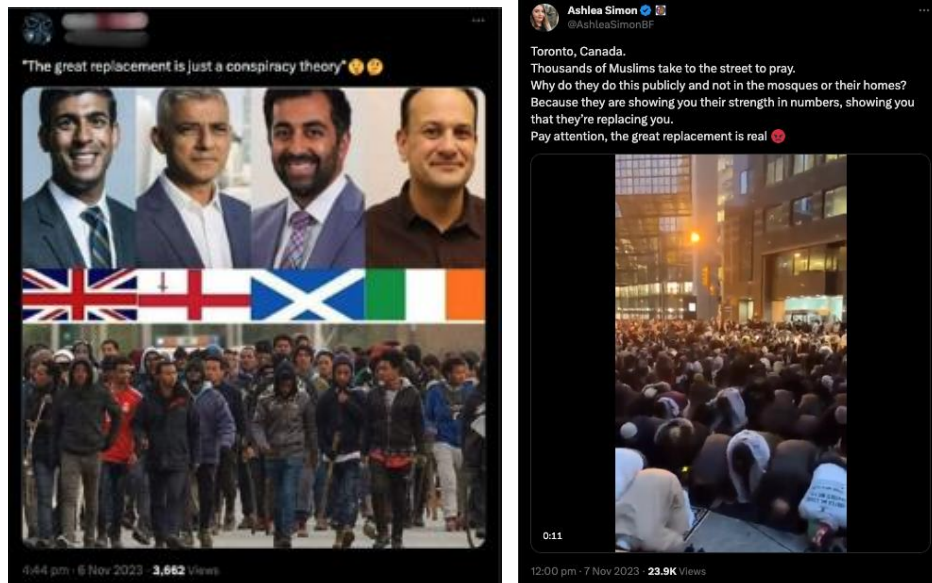 "The great replacement is just a conspiracy theory"🤨🤔
4:44 pm · 6 Nov 2023 · 3,662 Views
Ashlea Simon
@AshleaSimonBF
Toronto, Canada.
Thousands of Muslims take to the street to pray.
Why do they do this publicly and not in the mosques or their homes?
Because they are showing you their strength in numbers, showing you
that they're replacing you.
Pay attention, the great replacement is real 😡
0:11
12:00 pm · 7 Nov 2023 · 23.9K Views